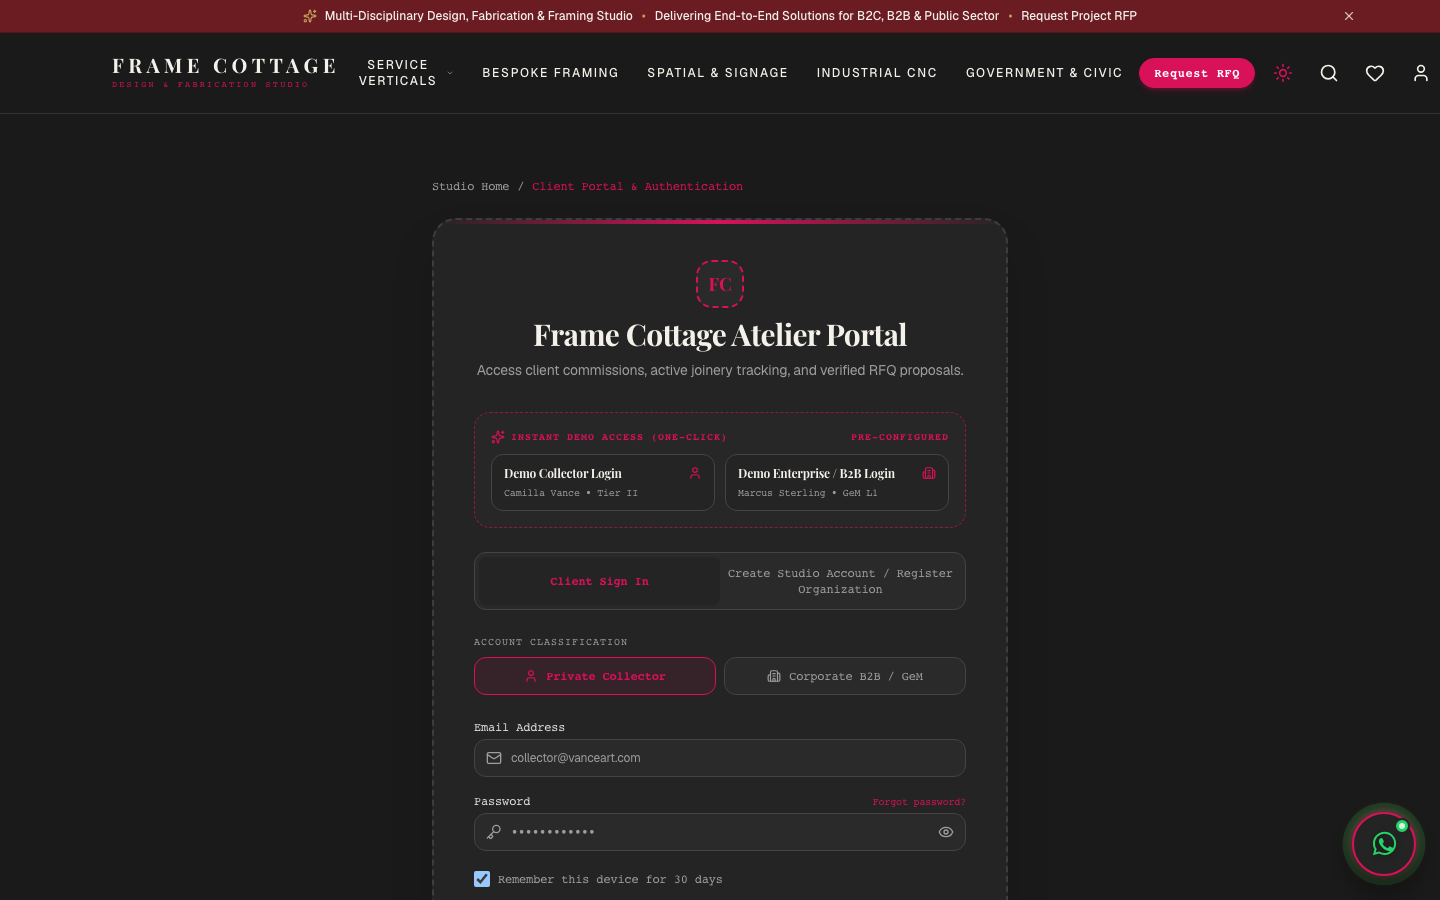 Multi-Disciplinary Design, Fabrication & Framing Studio • Delivering End-to-End Solutions for B2C, B2B & Public Sector • Request Project RFP
FRAME COTTAGE
DESIGN & FABRICATION STUDIO
SERVICE VERTICALS
BESPOKE FRAMING
SPATIAL & SIGNAGE
INDUSTRIAL CNC
GOVERNMENT & CIVIC
Request RFQ
Studio Home / Client Portal & Authentication
FC
Frame Cottage Atelier Portal
Access client commissions, active joinery tracking, and verified RFQ proposals.
INSTANT DEMO ACCESS (ONE-CLICK)
PRE-CONFIGURED
Demo Collector Login
Camilla Vance • Tier II
Demo Enterprise / B2B Login
Marcus Sterling • GeM L1
Client Sign In
Create Studio Account / Register
Organization
ACCOUNT CLASSIFICATION
Private Collector
Corporate B2B / GeM
Email Address
collector@vanceart.com
Password
Forgot password?
••••••••••••
Remember this device for 30 days